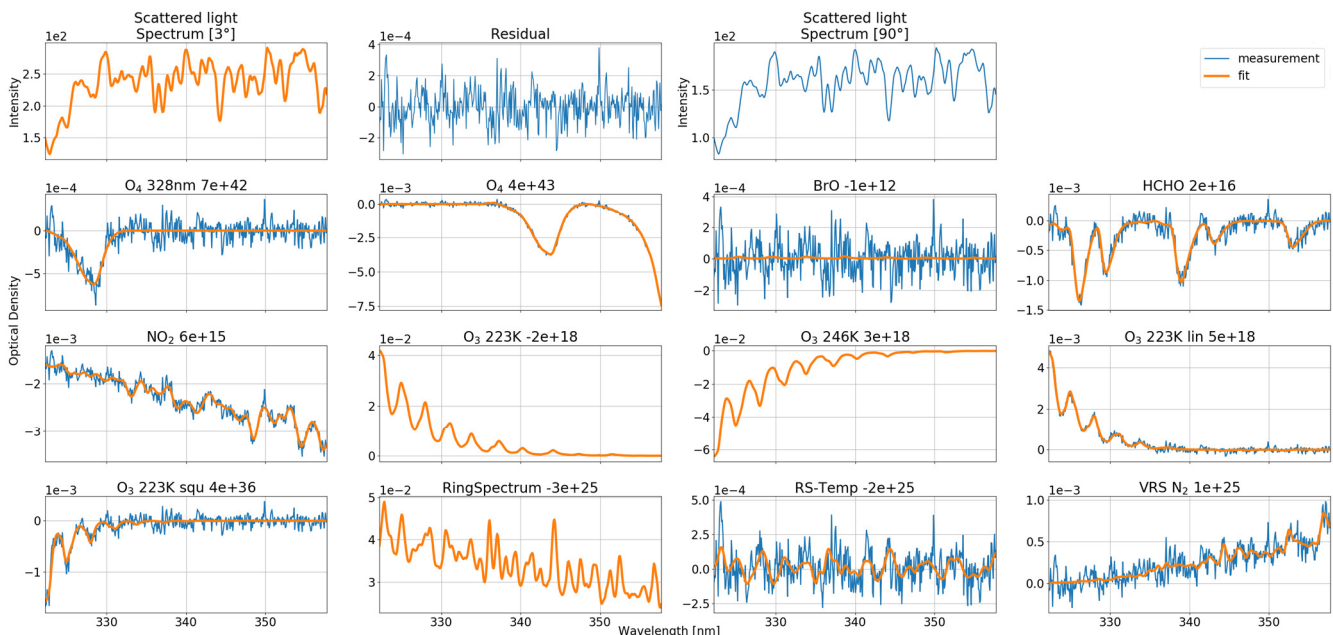 Scattered light
Spectrum [3°]
1e2
2.5
2.0
1.5
Intensity
Residual
1e−4
4
2
0
−2
Scattered light
Spectrum [90°]
1e2
1.5
Intensity
measurement
fit
O₄ 328nm 7e+42
1e−4
0
−5
O₄ 4e+43
1e−3
0.0
−2.5
−5.0
−7.5
BrO -1e+12
1e−4
2
0
−2
HCHO 2e+16
1e−3
0.0
−0.5
−1.0
−1.5
Optical Density
NO₂ 6e+15
1e−3
−2
−3
O₃ 223K -2e+18
1e−2
4
2
0
O₃ 246K 3e+18
1e−2
0
−2
−4
−6
O₃ 223K lin 5e+18
1e−3
4
2
0
O₃ 223K squ 4e+36
1e−3
0
−1
330
340
350
RingSpectrum -3e+25
1e−2
5
4
3
330
340
350
RS-Temp -2e+25
1e−4
5.0
2.5
0.0
−2.5
330
340
350
VRS N₂ 1e+25
1e−3
1.0
0.5
0.0
330
340
350
Wavelength [nm]